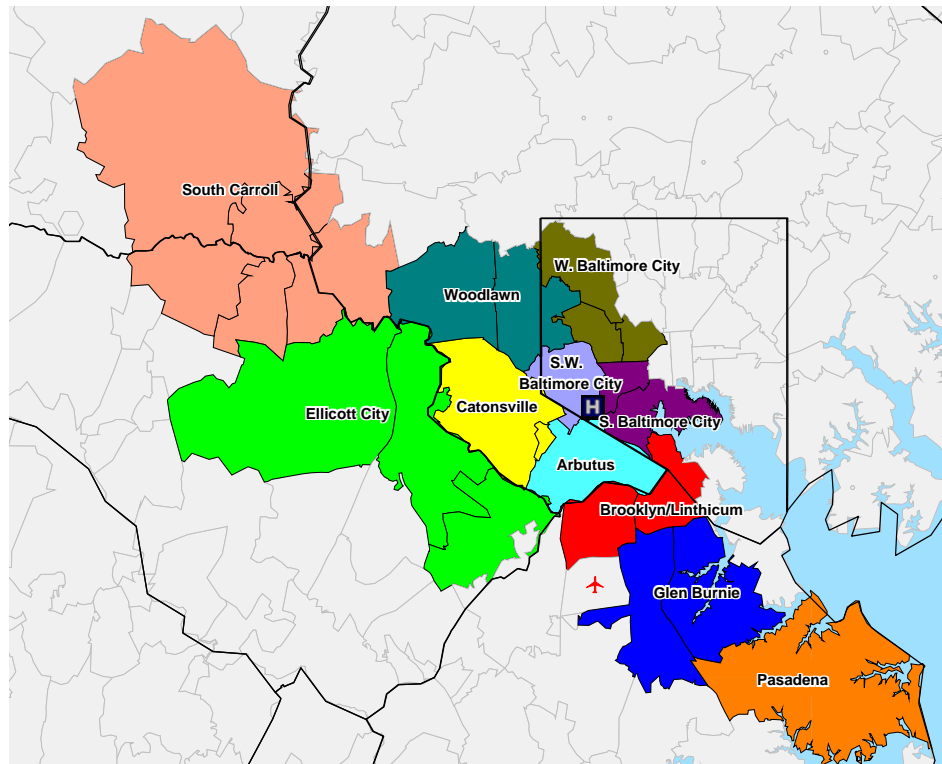 South Carroll
W. Baltimore City
Woodlawn
S.W.
Baltimore City
Catonsville
Ellicott City
H
S. Baltimore City
Arbutus
Brooklyn/Linthicum
Glen Burnie
Pasadena